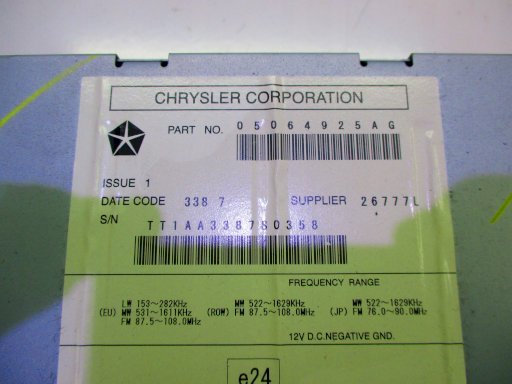 CHRYSLER CORPORATION
PART NO. 05064925AG
ISSUE 1
DATE CODE 338 7 SUPPLIER 26777L
S/N TT1AA3387S0358
FREQUENCY RANGE
LW 153~282KHz MW 522~1629KHz MW 522~1629KHz
(EU) MW 531~1611KHz (ROW) FM 87.5~108.0MHz (JP) FM 76.0~90.0MHz
FM 87.5~108.0MHz
12V D.C.NEGATIVE GND.
e24